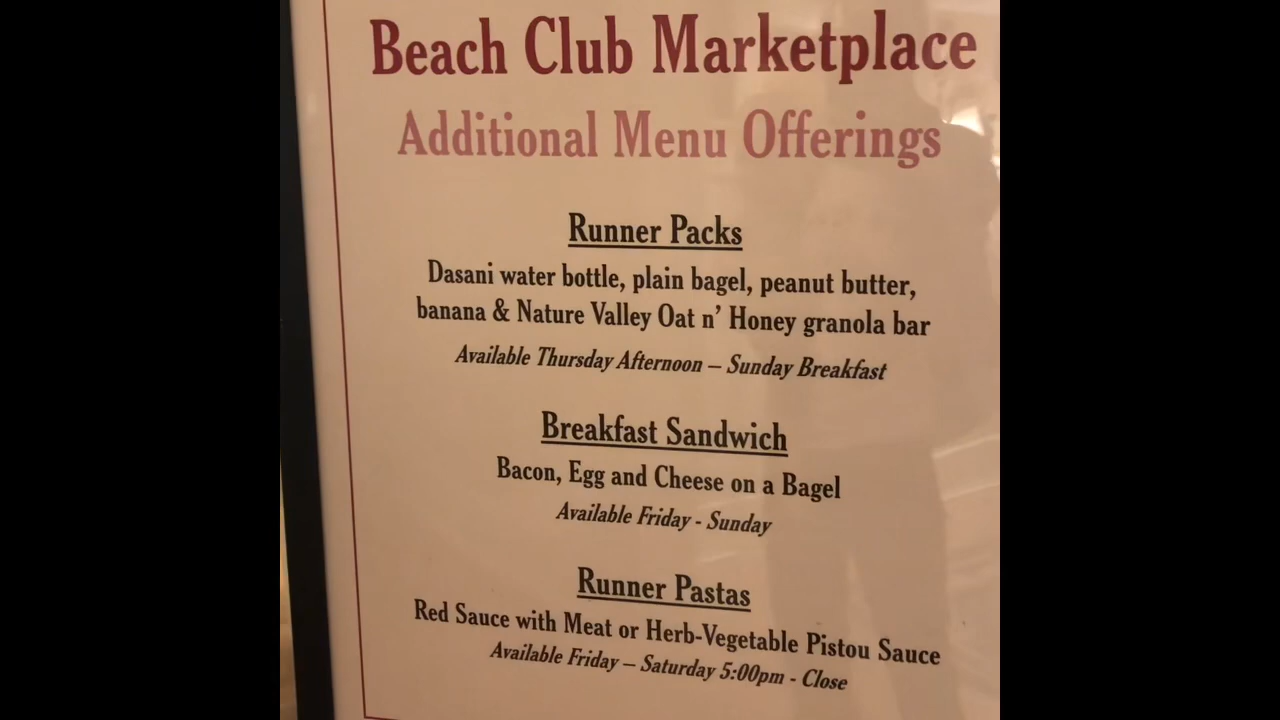 Beach Club Marketplace
Additional Menu Offerings
Runner Packs
Dasani water bottle, plain bagel, peanut butter,
banana & Nature Valley Oat n’ Honey granola bar
Available Thursday Afternoon – Sunday Breakfast
Breakfast Sandwich
Bacon, Egg and Cheese on a Bagel
Available Friday - Sunday
Runner Pastas
Red Sauce with Meat or Herb-Vegetable Pistou Sauce
Available Friday – Saturday 5:00pm - Close